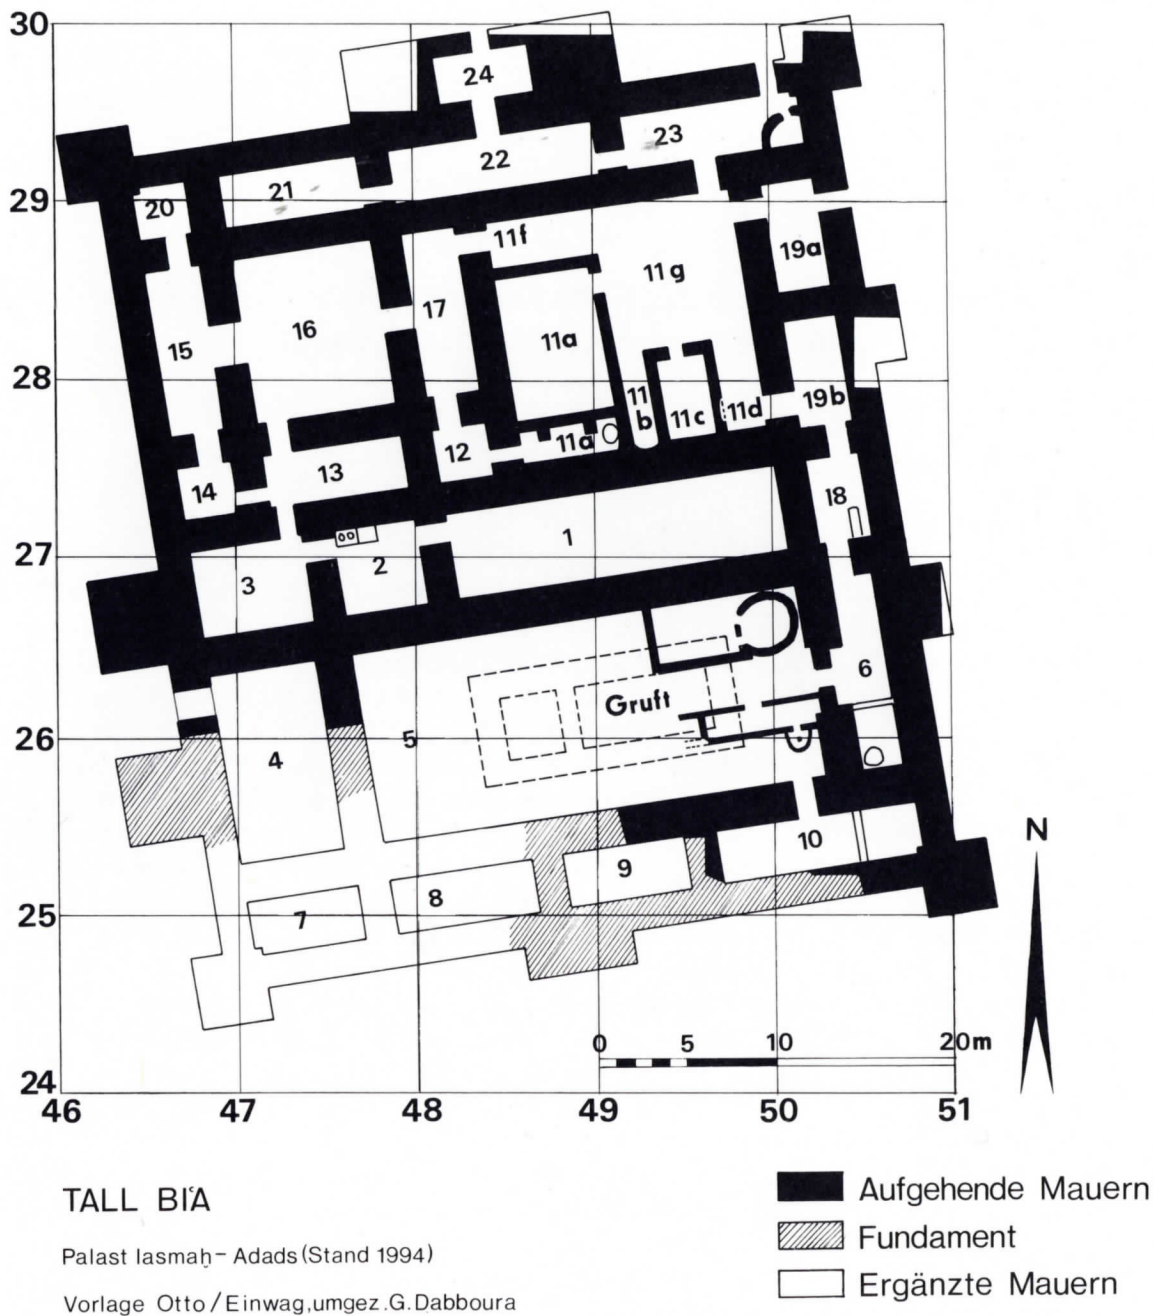 30
24
23
22
29
20
21
11f
19a
11g
17
16
11a
15
28
11
b
11c
11d
19b
12
11a
13
14
18
1
27
2
3
6
Gruft
26
5
4
10
9
8
25
7
N
0 5 10 20m
24
46 47 48 49 50 51
TALL BI'A
Palast Iasmaḫ-Adads (Stand 1994)
Vorlage Otto/Einwag, umgez. G. Dabboura
Aufgehende Mauern
Fundament
Ergänzte Mauern